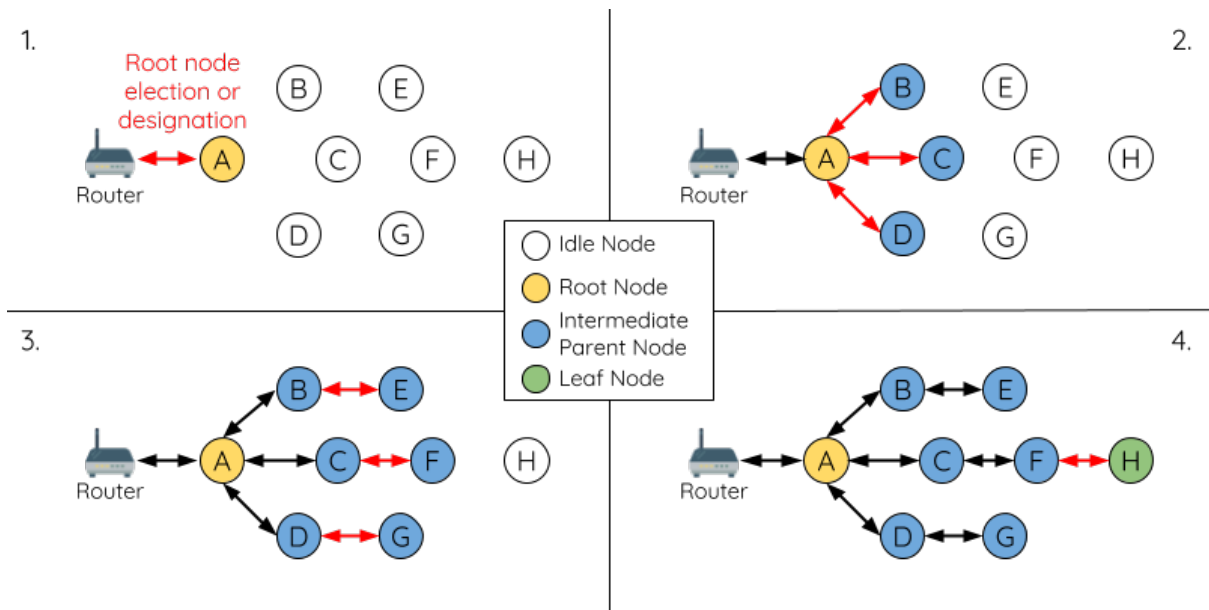 1.
Root node
election or
designation
B
E
A
C
F
H
Router
D
G
2.
B
E
A
C
F
H
Router
D
G
Idle Node
Root Node
Intermediate
Parent Node
Leaf Node
3.
B
E
A
C
F
H
Router
D
G
4.
B
E
A
C
F
H
Router
D
G